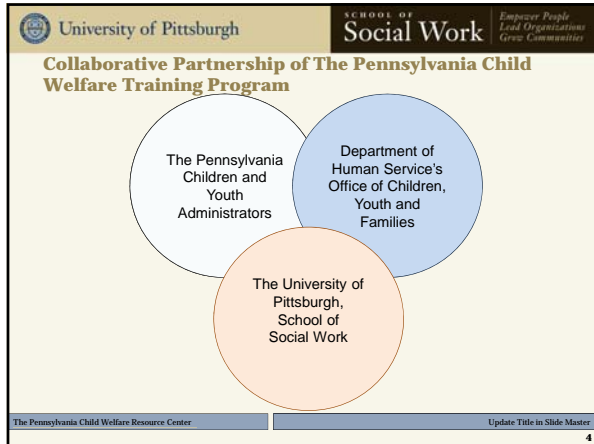 University of Pittsburgh
SCHOOL OF
Social Work
Empower People
Lead Organizations
Grow Communities
Collaborative Partnership of The Pennsylvania Child
Welfare Training Program
The Pennsylvania
Children and
Youth
Administrators
Department of
Human Service's
Office of Children,
Youth and
Families
The University of
Pittsburgh,
School of
Social Work
The Pennsylvania Child Welfare Resource Center
Update Title in Slide Master
4